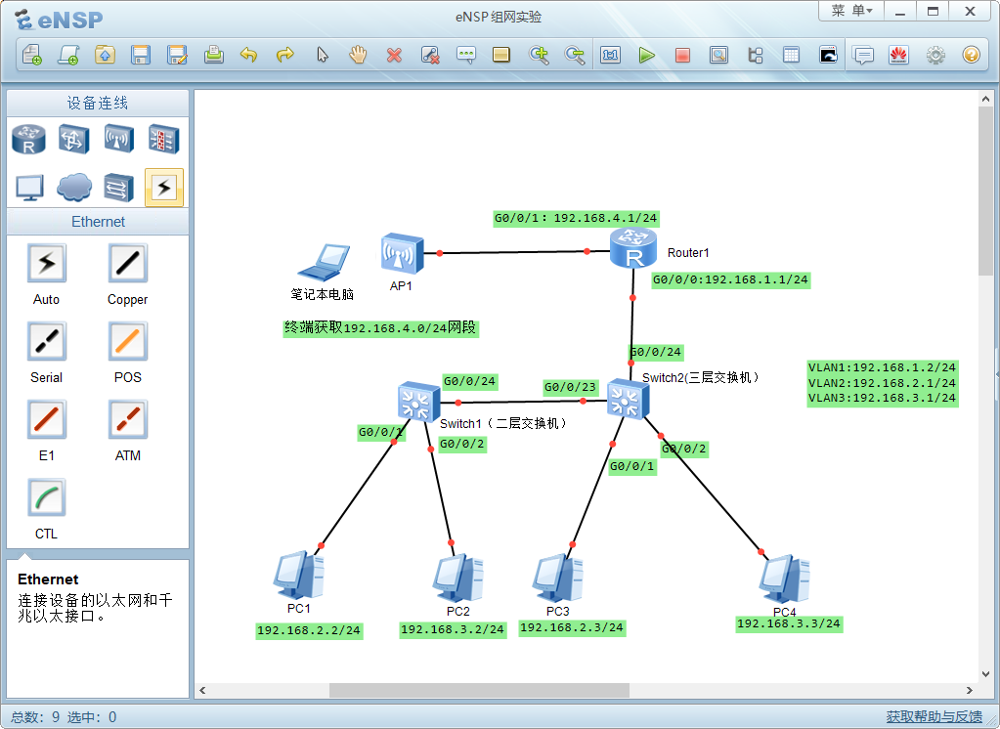 eNSP
eNSP组网实验
菜 单
1:1
设备连线
R
Ethernet
Auto
Copper
Serial
POS
E1
ATM
CTL
Ethernet
连接设备的以太网和千
兆以太接口。
G0/0/1：192.168.4.1/24
R
Router1
G0/0/0:192.168.1.1/24
AP1
笔记本电脑
终端获取192.168.4.0/24网段
G0/0/24
Switch2(三层交换机）
VLAN1:192.168.1.2/24
VLAN2:192.168.2.1/24
VLAN3:192.168.3.1/24
G0/0/24
G0/0/23
Switch1（二层交换机）
G0/0/1
G0/0/2
G0/0/2
G0/0/1
PC1
192.168.2.2/24
PC2
192.168.3.2/24
PC3
192.168.2.3/24
PC4
192.168.3.3/24
总数：9 选中：0
获取帮助与反馈